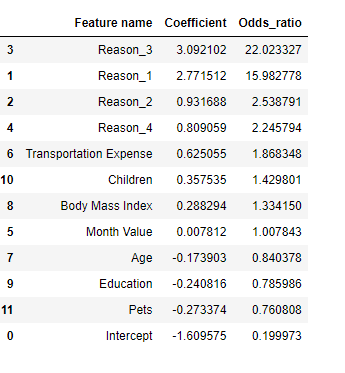 Feature name Coefficient Odds_ratio
3 Reason_3 3.092102 22.023327
1 Reason_1 2.771512 15.982778
2 Reason_2 0.931688 2.538791
4 Reason_4 0.809059 2.245794
6 Transportation Expense 0.625055 1.868348
10 Children 0.357535 1.429801
8 Body Mass Index 0.288294 1.334150
5 Month Value 0.007812 1.007843
7 Age -0.173903 0.840378
9 Education -0.240816 0.785986
11 Pets -0.273374 0.760808
0 Intercept -1.609575 0.199973